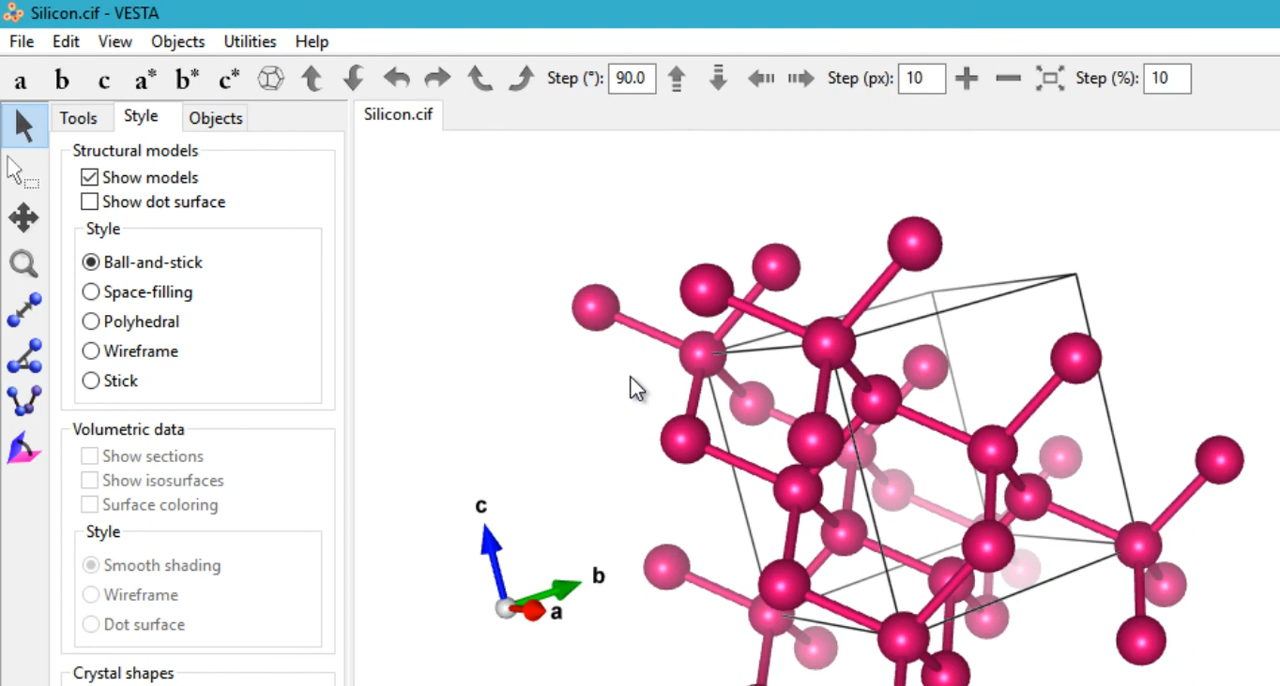 Silicon.cif - VESTA
File Edit View Objects Utilities Help
a b c a* b* c* Step (°): 90.0 Step (px): 10 Step (%): 10
Tools Style Objects
Silicon.cif
Structural models
Show models
Show dot surface
Style
Ball-and-stick
Space-filling
Polyhedral
Wireframe
Stick
Volumetric data
Show sections
Show isosurfaces
Surface coloring
Style
Smooth shading
Wireframe
Dot surface
Crystal shapes
c
b
a